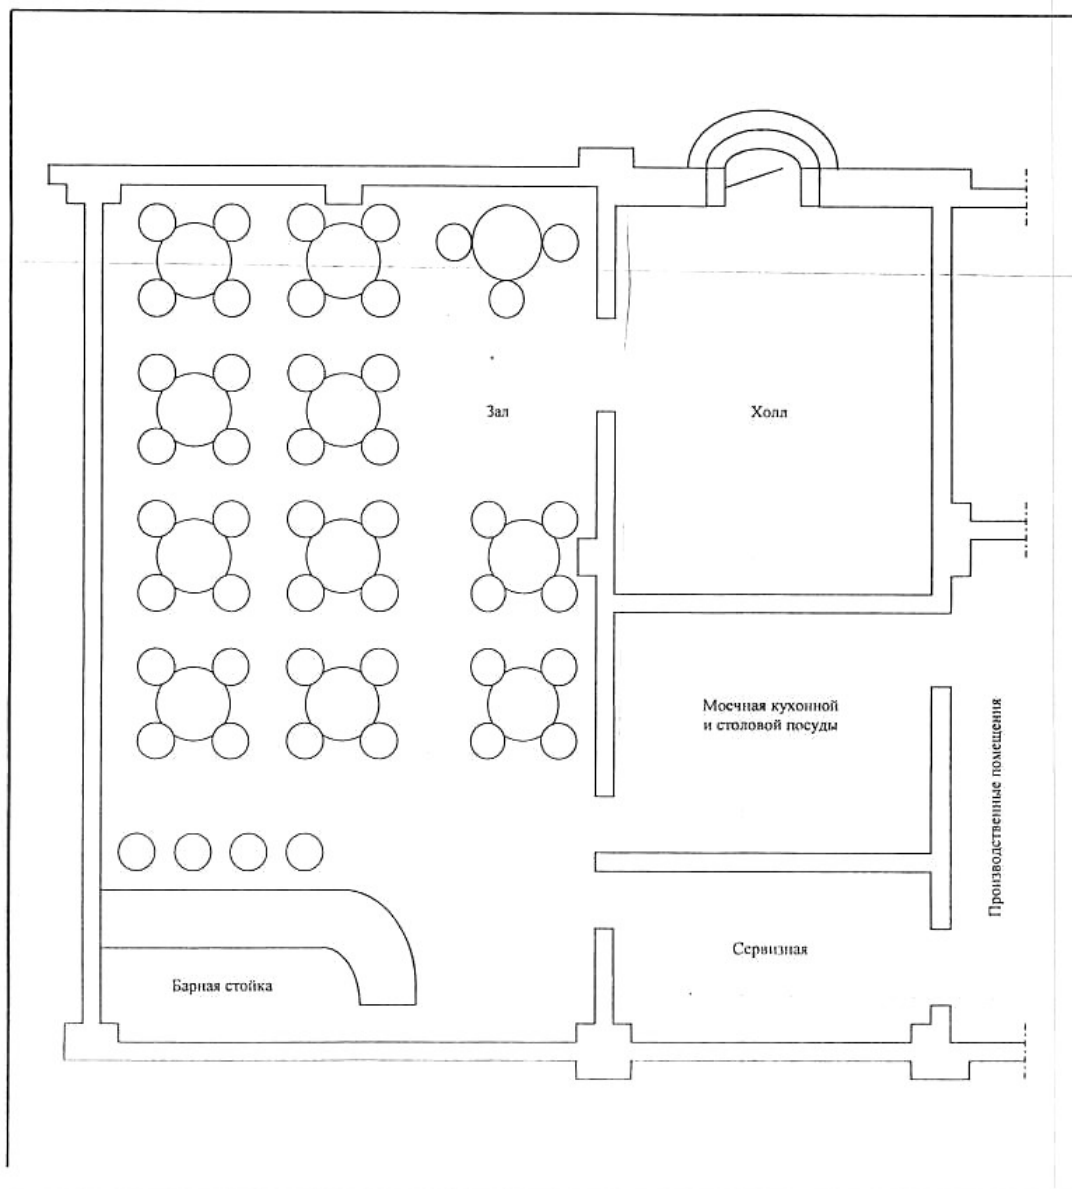 Зал
Холл
Моечная кухонной
и столовой посуды
Производственные помещения
Сервизная
Барная стойка